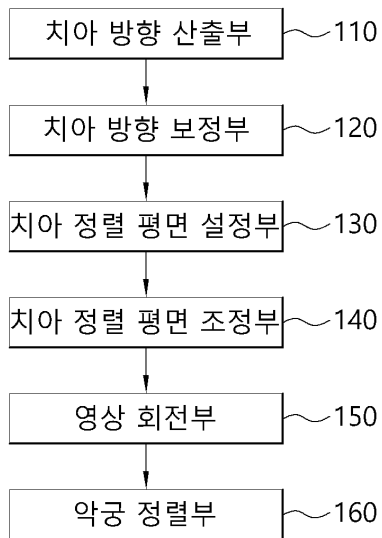 치아 방향 산출부 110
치아 방향 보정부 120
치아 정렬 평면 설정부 130
치아 정렬 평면 조정부 140
영상 회전부 150
악궁 정렬부 160